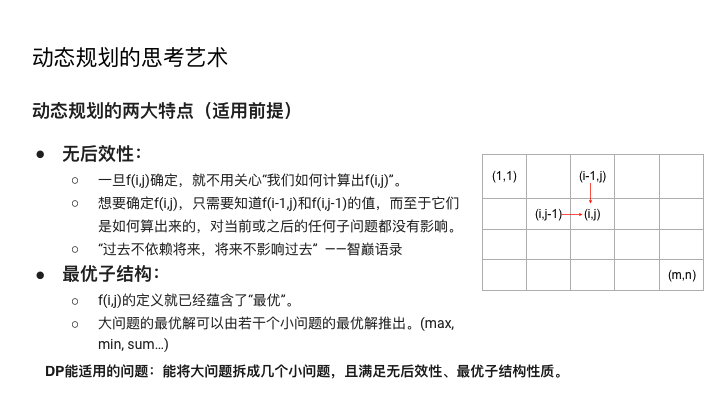 动态规划的思考艺术
动态规划的两大特点（适用前提）
● 无后效性：
○ 一旦f(i,j)确定，就不用关心“我们如何计算出f(i,j)”。
○ 想要确定f(i,j)，只需要知道f(i-1,j)和f(i,j-1)的值，而至于它们
是如何算出来的，对当前或之后的任何子问题都没有影响。
○ “过去不依赖将来，将来不影响过去” ——智巅语录
● 最优子结构：
○ f(i,j)的定义就已经蕴含了“最优”。
○ 大问题的最优解可以由若干个小问题的最优解推出。(max,
min, sum…)
DP能适用的问题：能将大问题拆成几个小问题，且满足无后效性、最优子结构性质。
(1,1) (i-1,j)
(i,j-1) (i,j)
(m,n)